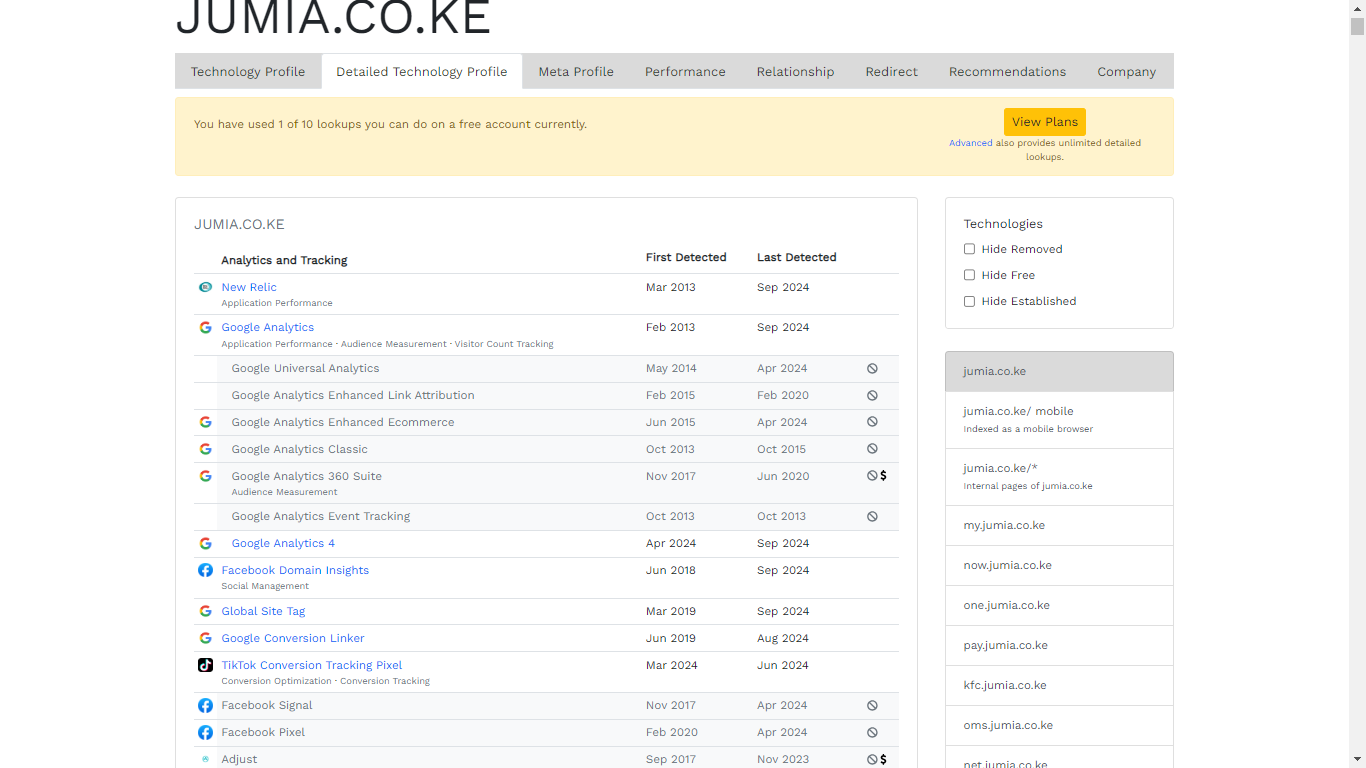 JUMIA.CO.KE
Technology Profile Detailed Technology Profile Meta Profile Performance Relationship Redirect Recommendations Company
You have used 1 of 10 lookups you can do on a free account currently.
View Plans
Advanced also provides unlimited detailed
lookups.
JUMIA.CO.KE
Analytics and Tracking First Detected Last Detected
New Relic Mar 2013 Sep 2024
Application Performance
Google Analytics Feb 2013 Sep 2024
Application Performance · Audience Measurement · Visitor Count Tracking
Google Universal Analytics May 2014 Apr 2024
Google Analytics Enhanced Link Attribution Feb 2015 Feb 2020
Google Analytics Enhanced Ecommerce Jun 2015 Apr 2024
Google Analytics Classic Oct 2013 Oct 2015
Google Analytics 360 Suite Nov 2017 Jun 2020 $
Audience Measurement
Google Analytics Event Tracking Oct 2013 Oct 2013
Google Analytics 4 Apr 2024 Sep 2024
Facebook Domain Insights Jun 2018 Sep 2024
Social Management
Global Site Tag Mar 2019 Sep 2024
Google Conversion Linker Jun 2019 Aug 2024
TikTok Conversion Tracking Pixel Mar 2024 Jun 2024
Conversion Optimization · Conversion Tracking
Facebook Signal Nov 2017 Apr 2024
Facebook Pixel Feb 2020 Apr 2024
Adjust Sep 2017 Nov 2023 $
Technologies
Hide Removed
Hide Free
Hide Established
jumia.co.ke
jumia.co.ke/ mobile
Indexed as a mobile browser
jumia.co.ke/*
Internal pages of jumia.co.ke
my.jumia.co.ke
now.jumia.co.ke
one.jumia.co.ke
pay.jumia.co.ke
kfc.jumia.co.ke
oms.jumia.co.ke
net.jumia.co.ke